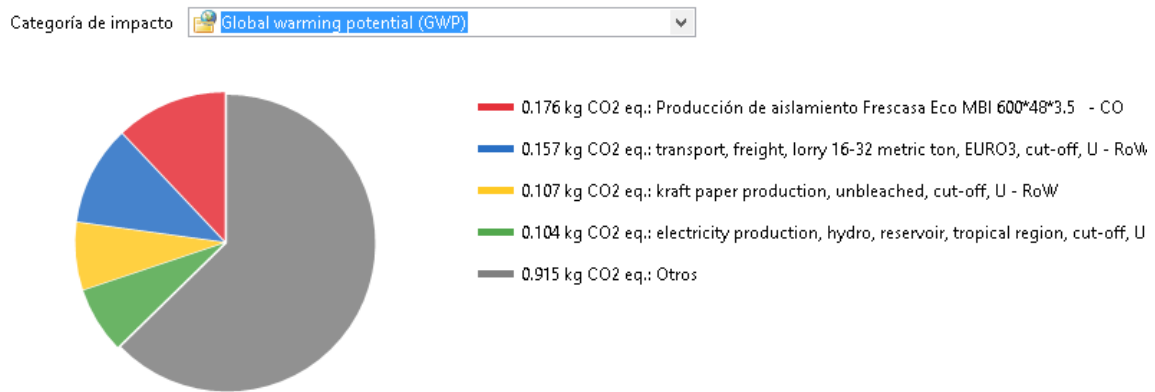 Categoría de impacto Global warming potential (GWP)
0.176 kg CO2 eq.: Producción de aislamiento Frescasa Eco MBI 600*48*3.5 - CO
0.157 kg CO2 eq.: transport, freight, lorry 16-32 metric ton, EURO3, cut-off, U - RoW
0.107 kg CO2 eq.: kraft paper production, unbleached, cut-off, U - RoW
0.104 kg CO2 eq.: electricity production, hydro, reservoir, tropical region, cut-off, U
0.915 kg CO2 eq.: Otros